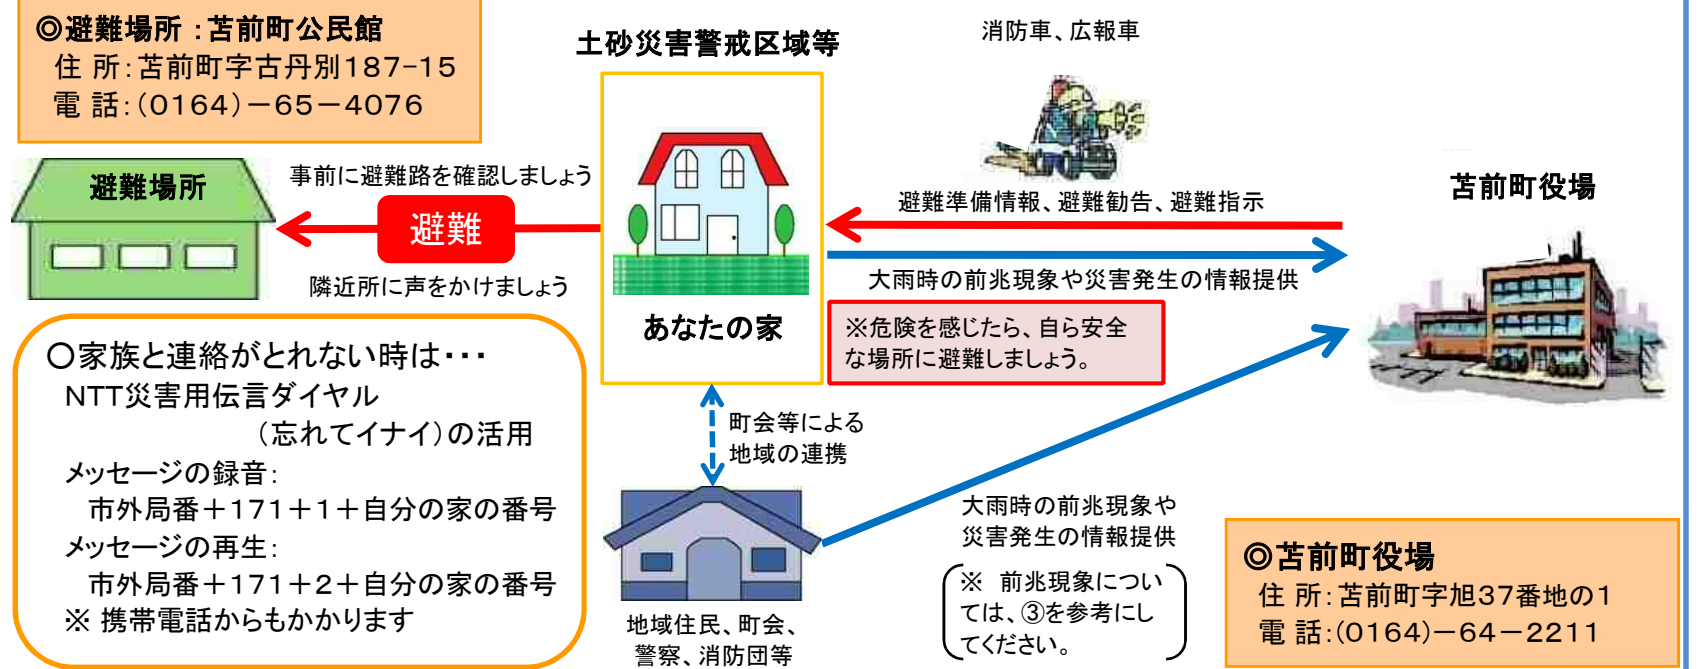 ◎避難場所：苫前町公民館
住 所：苫前町字古丹別187-15
電 話：（0164）－65－4076
土砂災害警戒区域等
消防車、広報車
避難場所
事前に避難路を確認しましょう
避難
隣近所に声をかけましょう
避難準備情報、避難勧告、避難指示
苫前町役場
大雨時の前兆現象や災害発生の情報提供
あなたの家
※危険を感じたら、自ら安全
な場所に避難しましょう。
○家族と連絡がとれない時は・・・
NTT災害用伝言ダイヤル
（忘れてイナイ）の活用
メッセージの録音：
市外局番＋171＋1＋自分の家の番号
メッセージの再生：
市外局番＋171＋2＋自分の家の番号
※ 携帯電話からもかかります
町会等による
地域の連携
地域住民、町会、
警察、消防団等
大雨時の前兆現象や
災害発生の情報提供
※ 前兆現象につい
ては、③を参考にし
てください。
◎苫前町役場
住 所：苫前町字旭37番地の1
電 話：（0164）－64－2211